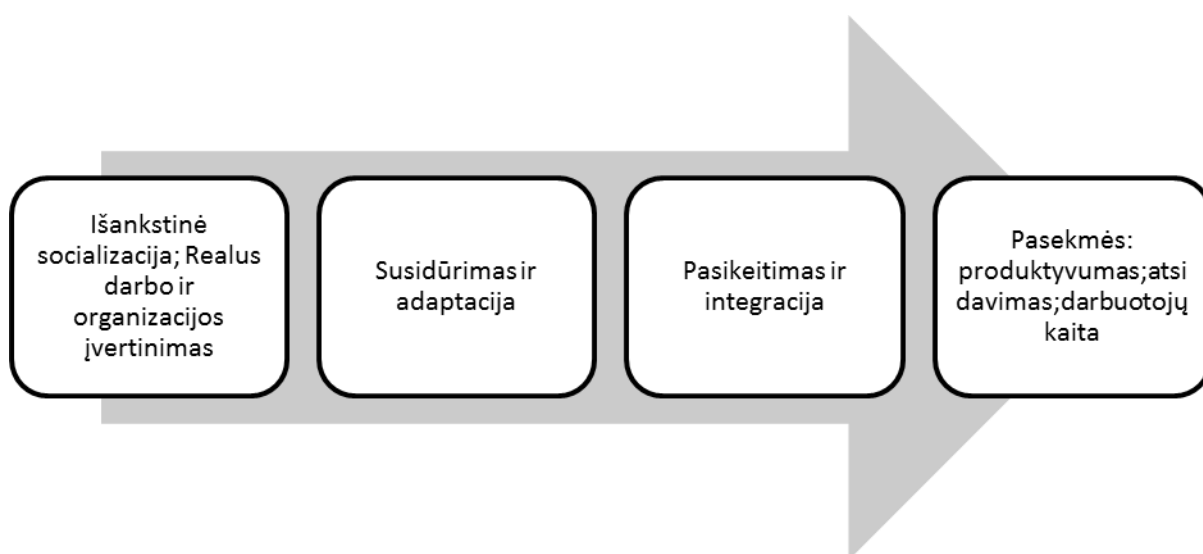 Išankstinė
socializacija; Realus
darbo ir
organizacijos
įvertinimas
Susidūrimas ir
adaptacija
Pasikeitimas ir
integracija
Pasekmės:
produktyvumas;atsi
davimas;darbuotojų
kaita